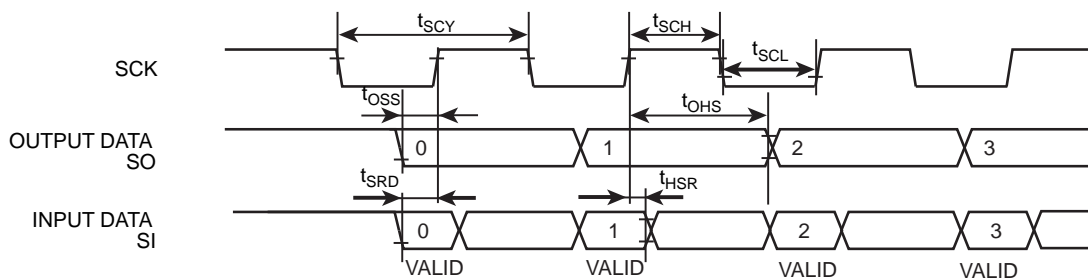 tSCY
tSCH
tSCL
SCK
tOSS
tOHS
OUTPUT DATA
SO
0
1
2
3
tSRD
tHSR
INPUT DATA
SI
0
1
2
3
VALID
VALID
VALID
VALID